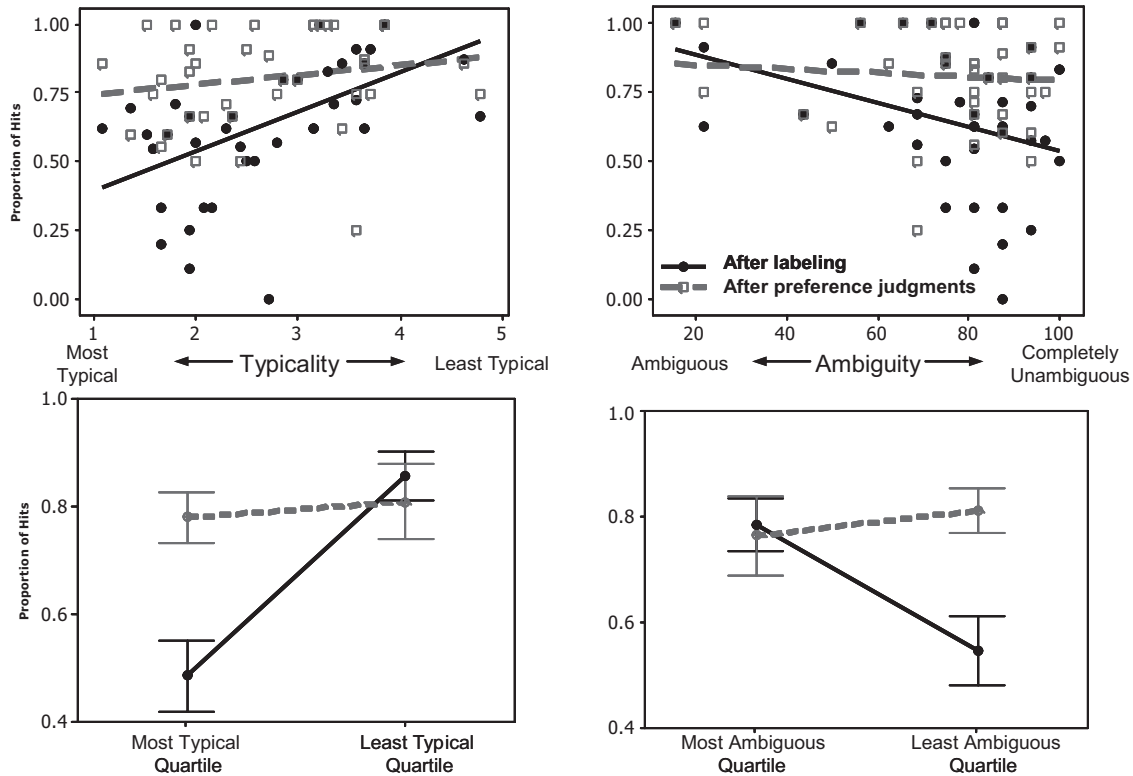 Proportion of Hits
1.00
0.75
0.50
0.25
0.00
1 2 3 4 5
Most
Typical
Typicality
Least Typical
1.00
0.75
0.50
0.25
0.00
After labeling
After preference judgments
20 40 60 80 100
Ambiguous
Ambiguity
Completely
Unambiguous
Proportion of Hits
1.0
0.8
0.6
0.4
Most Typical
Quartile
Least Typical
Quartile
1.0
0.8
0.6
0.4
Most Ambiguous
Quartile
Least Ambiguous
Quartile